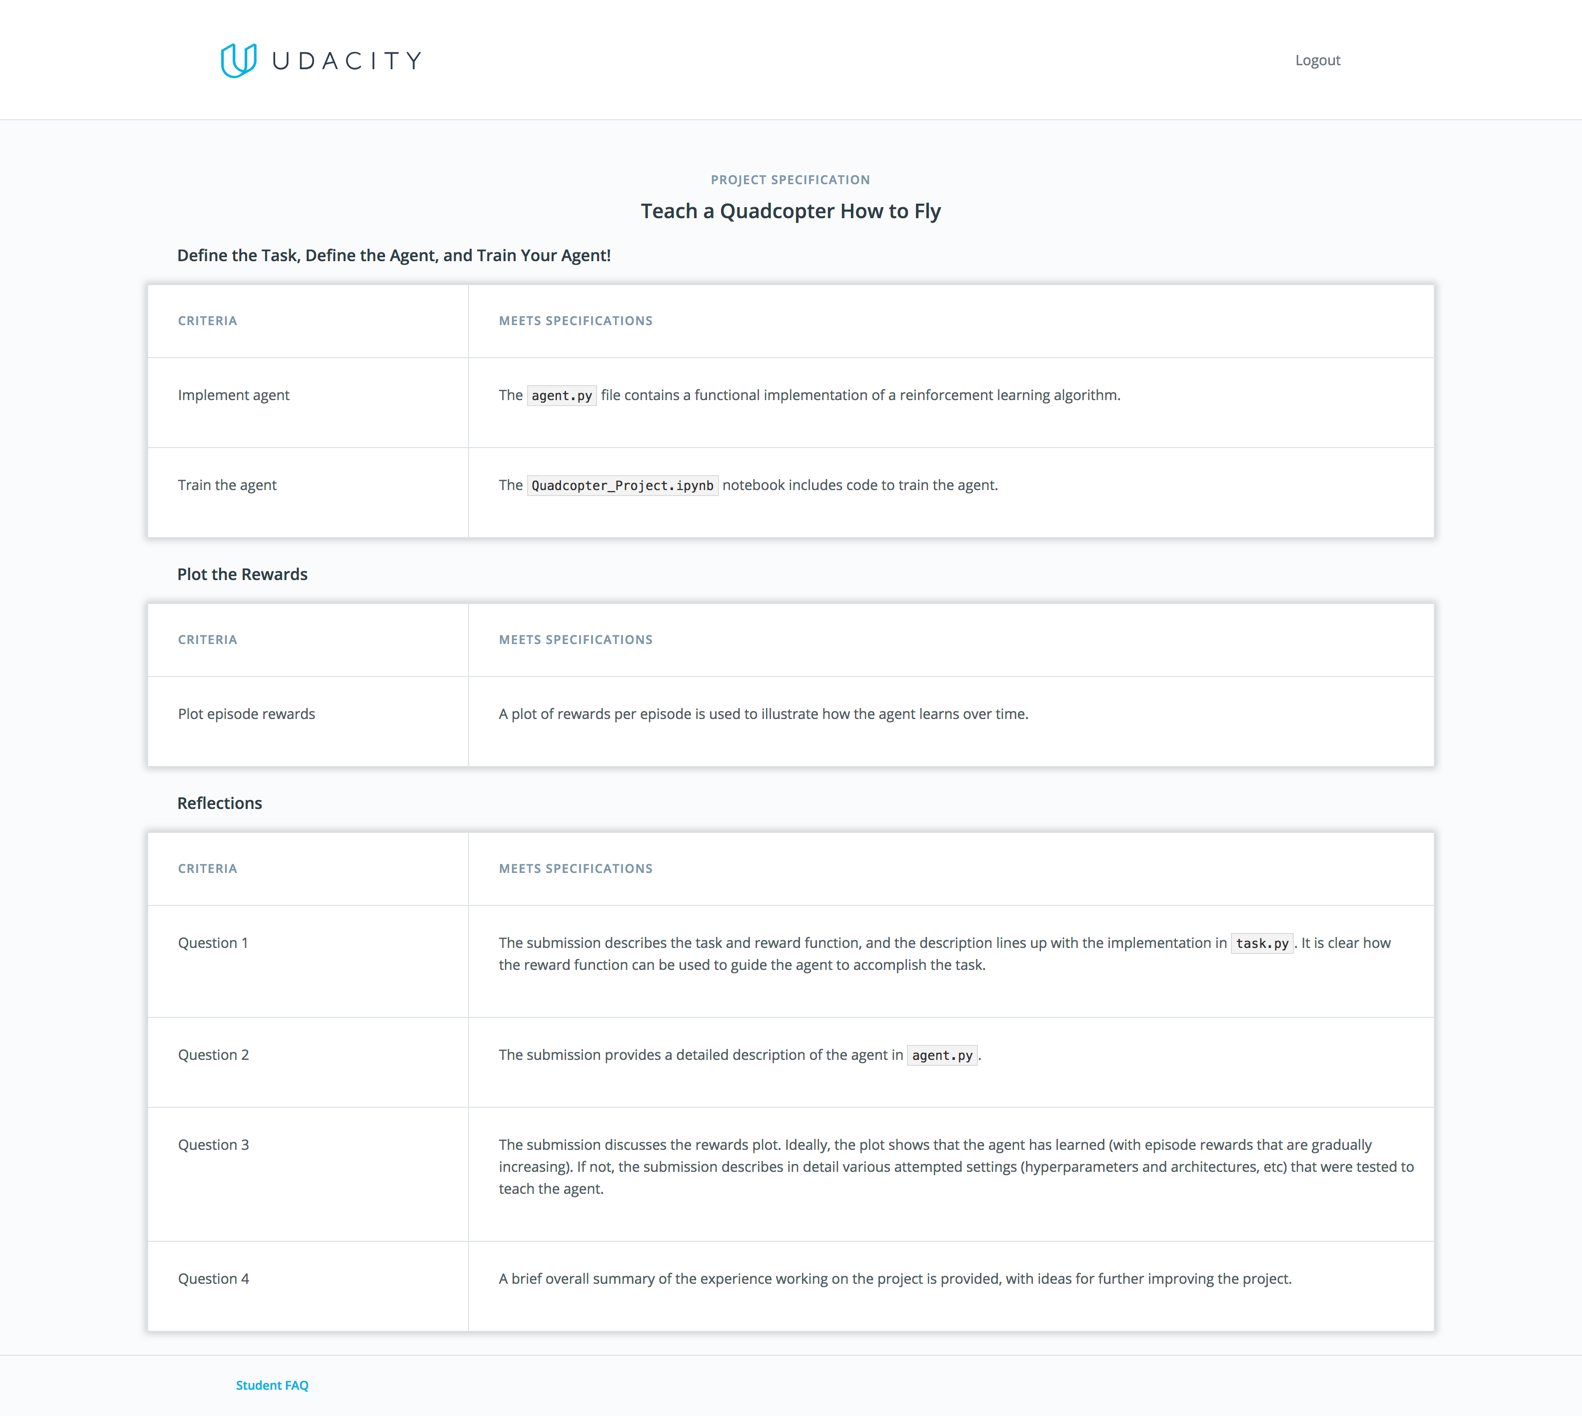 UDACITY
Logout
PROJECT SPECIFICATION
Teach a Quadcopter How to Fly
Define the Task, Define the Agent, and Train Your Agent!
CRITERIA
MEETS SPECIFICATIONS
Implement agent
The agent.py file contains a functional implementation of a reinforcement learning algorithm.
Train the agent
The Quadcopter_Project.ipynb notebook includes code to train the agent.
Plot the Rewards
CRITERIA
MEETS SPECIFICATIONS
Plot episode rewards
A plot of rewards per episode is used to illustrate how the agent learns over time.
Reflections
CRITERIA
MEETS SPECIFICATIONS
Question 1
The submission describes the task and reward function, and the description lines up with the implementation in task.py. It is clear how
the reward function can be used to guide the agent to accomplish the task.
Question 2
The submission provides a detailed description of the agent in agent.py.
Question 3
The submission discusses the rewards plot. Ideally, the plot shows that the agent has learned (with episode rewards that are gradually
increasing). If not, the submission describes in detail various attempted settings (hyperparameters and architectures, etc) that were tested to
teach the agent.
Question 4
A brief overall summary of the experience working on the project is provided, with ideas for further improving the project.
Student FAQ